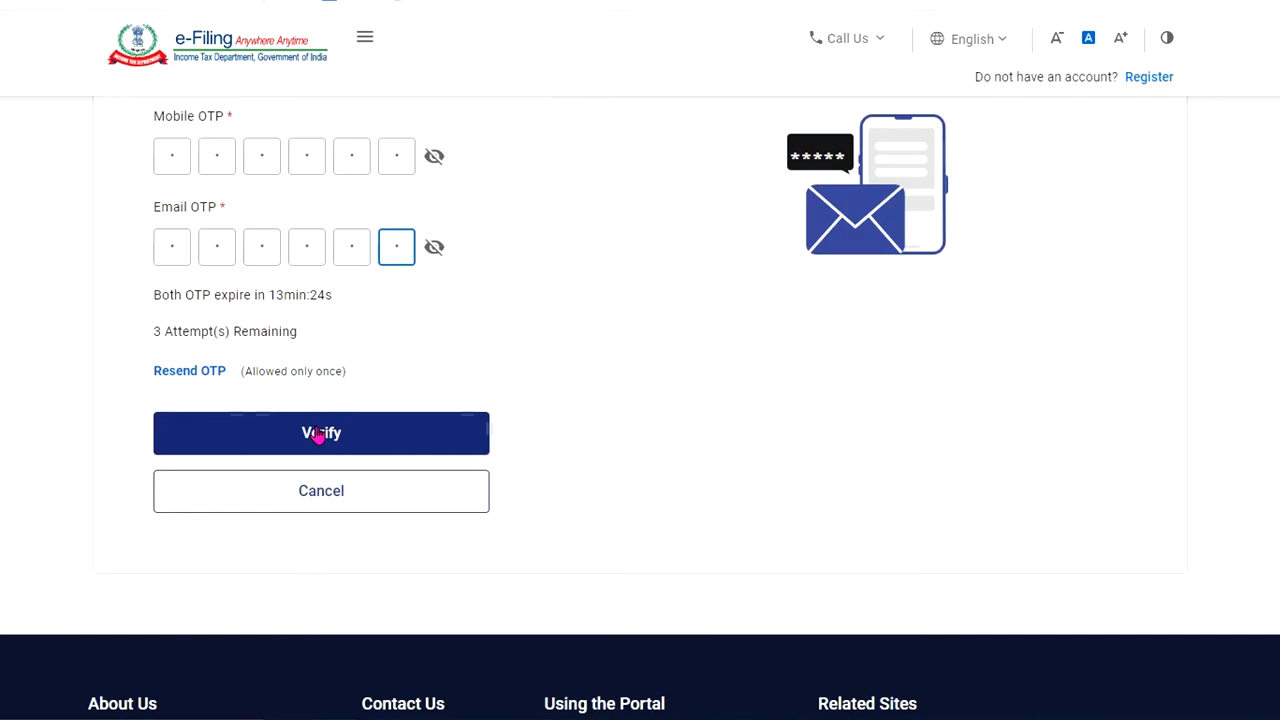 e-Filing Anywhere Anytime
Income Tax Department, Government of India
Call Us
English
A-
A
A+
Do not have an account? Register
Mobile OTP *
*****
Email OTP *
Both OTP expire in 13min:24s
3 Attempt(s) Remaining
Resend OTP (Allowed only once)
Verify
Cancel
About Us
Contact Us
Using the Portal
Related Sites